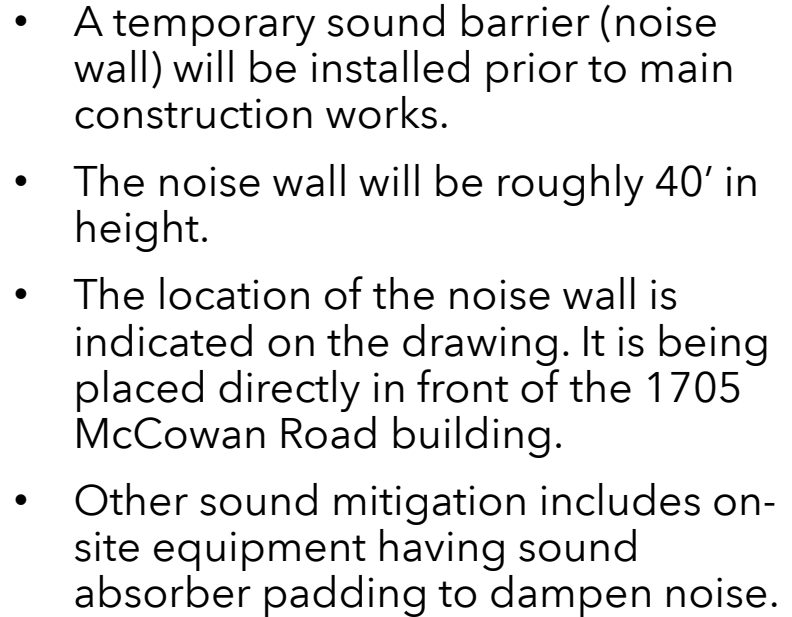 • A temporary sound barrier (noise
wall) will be installed prior to main
construction works.
• The noise wall will be roughly 40’ in
height.
• The location of the noise wall is
indicated on the drawing. It is being
placed directly in front of the 1705
McCowan Road building.
• Other sound mitigation includes on-
site equipment having sound
absorber padding to dampen noise.